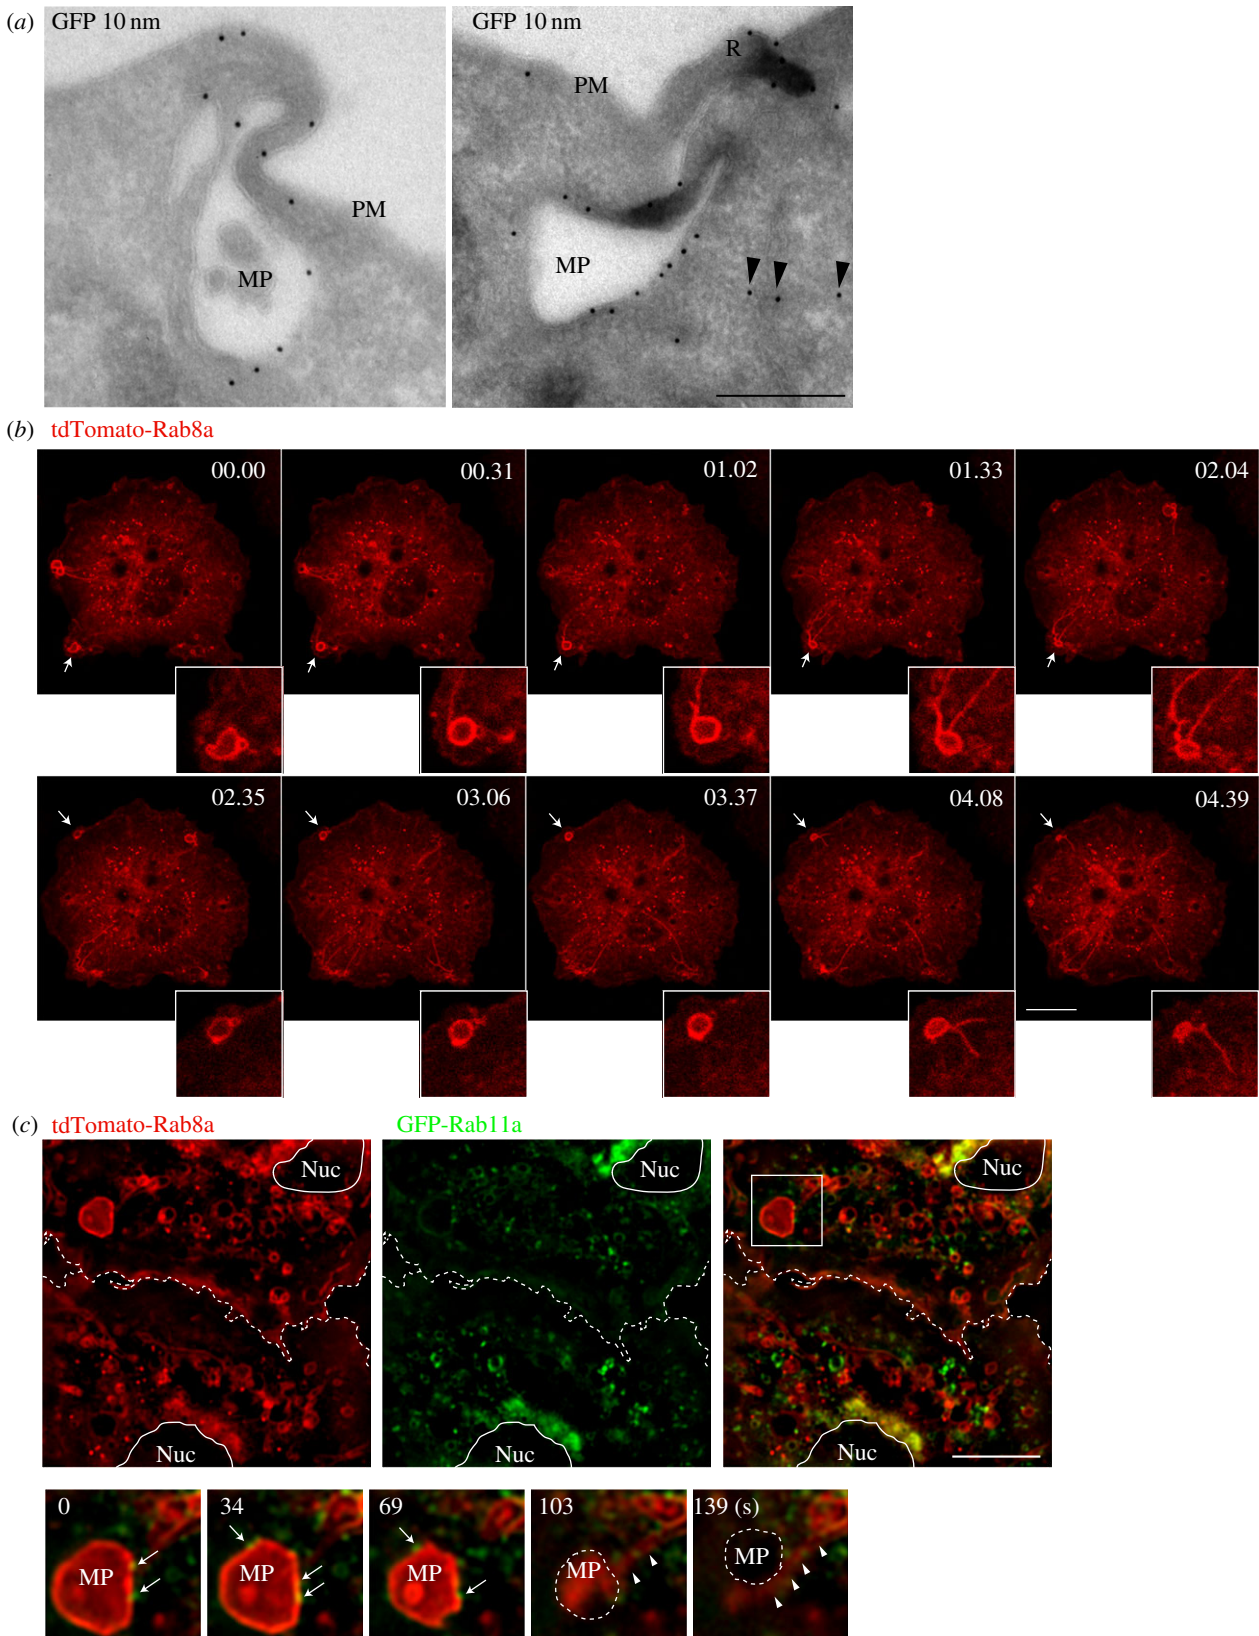 (a) GFP 10 nm GFP 10 nm
R
PM
PM
MP
MP
(b) tdTomato-Rab8a
00.00 00.31 01.02 01.33 02.04
02.35 03.06 03.37 04.08 04.39
(c) tdTomato-Rab8a GFP-Rab11a
Nuc Nuc Nuc
Nuc Nuc Nuc
0 34 69 103 139 (s)
MP MP MP MP MP